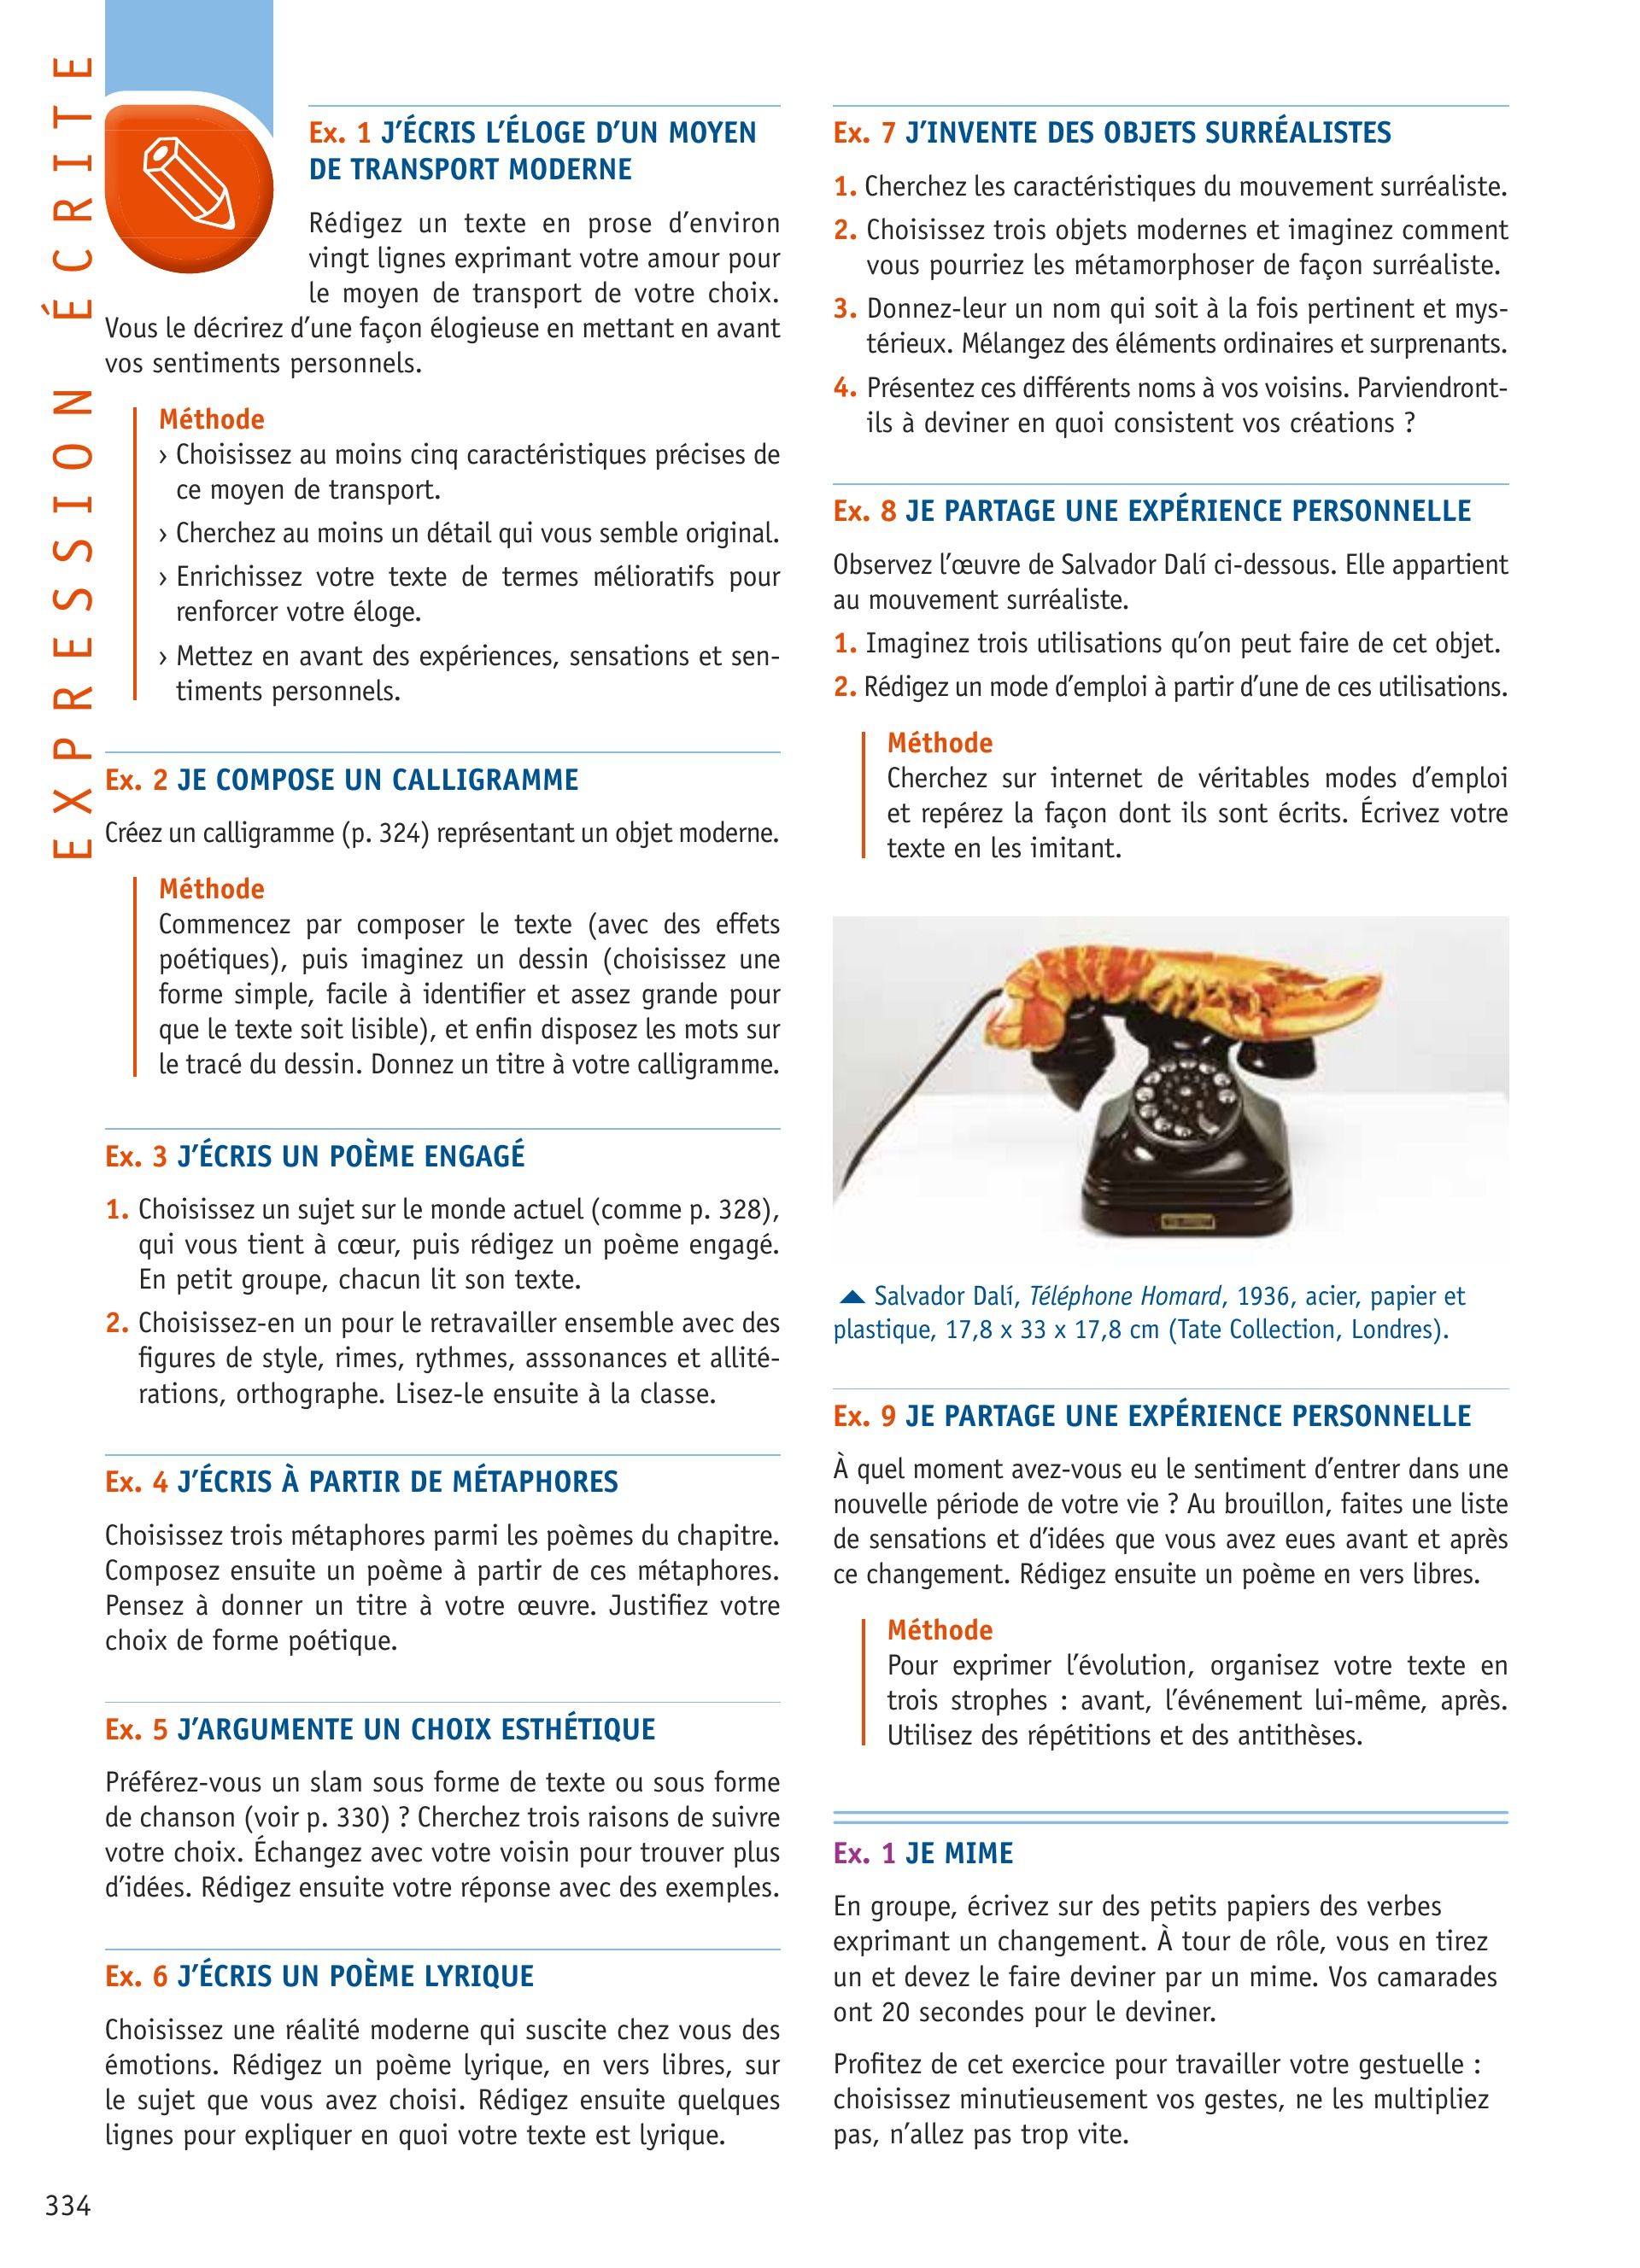 EXPRESSION ÉCRITE
Ex. 1 J’ÉCRIS L’ÉLOGE D’UN MOYEN
DE TRANSPORT MODERNE
Rédigez un texte en prose d’environ
vingt lignes exprimant votre amour pour
le moyen de transport de votre choix.
Vous le décrirez d’une façon élogieuse en mettant en avant
vos sentiments personnels.
Méthode
› Choisissez au moins cinq caractéristiques précises de
ce moyen de transport.
› Cherchez au moins un détail qui vous semble original.
› Enrichissez votre texte de termes mélioratifs pour
renforcer votre éloge.
› Mettez en avant des expériences, sensations et sen-
timents personnels.
Ex. 2 JE COMPOSE UN CALLIGRAMME
Créez un calligramme (p. 324) représentant un objet moderne.
Méthode
Commencez par composer le texte (avec des effets
poétiques), puis imaginez un dessin (choisissez une
forme simple, facile à identifier et assez grande pour
que le texte soit lisible), et enfin disposez les mots sur
le tracé du dessin. Donnez un titre à votre calligramme.
Ex. 3 J’ÉCRIS UN POÈME ENGAGÉ
1. Choisissez un sujet sur le monde actuel (comme p. 328),
qui vous tient à cœur, puis rédigez un poème engagé.
En petit groupe, chacun lit son texte.
2. Choisissez-en un pour le retravailler ensemble avec des
figures de style, rimes, rythmes, asssonances et allité-
rations, orthographe. Lisez-le ensuite à la classe.
Ex. 4 J’ÉCRIS À PARTIR DE MÉTAPHORES
Choisissez trois métaphores parmi les poèmes du chapitre.
Composez ensuite un poème à partir de ces métaphores.
Pensez à donner un titre à votre œuvre. Justifiez votre
choix de forme poétique.
Ex. 5 J’ARGUMENTE UN CHOIX ESTHÉTIQUE
Préférez-vous un slam sous forme de texte ou sous forme
de chanson (voir p. 330) ? Cherchez trois raisons de suivre
votre choix. Échangez avec votre voisin pour trouver plus
d’idées. Rédigez ensuite votre réponse avec des exemples.
Ex. 6 J’ÉCRIS UN POÈME LYRIQUE
Choisissez une réalité moderne qui suscite chez vous des
émotions. Rédigez un poème lyrique, en vers libres, sur
le sujet que vous avez choisi. Rédigez ensuite quelques
lignes pour expliquer en quoi votre texte est lyrique.
Ex. 7 J’INVENTE DES OBJETS SURRÉALISTES
1. Cherchez les caractéristiques du mouvement surréaliste.
2. Choisissez trois objets modernes et imaginez comment
vous pourriez les métamorphoser de façon surréaliste.
3. Donnez-leur un nom qui soit à la fois pertinent et mys-
térieux. Mélangez des éléments ordinaires et surprenants.
4. Présentez ces différents noms à vos voisins. Parviendront-
ils à deviner en quoi consistent vos créations ?
Ex. 8 JE PARTAGE UNE EXPÉRIENCE PERSONNELLE
Observez l’œuvre de Salvador Dalí ci-dessous. Elle appartient
au mouvement surréaliste.
1. Imaginez trois utilisations qu’on peut faire de cet objet.
2. Rédigez un mode d’emploi à partir d’une de ces utilisations.
Méthode
Cherchez sur internet de véritables modes d’emploi
et repérez la façon dont ils sont écrits. Écrivez votre
texte en les imitant.
Salvador Dalí, Téléphone Homard, 1936, acier, papier et
plastique, 17,8 x 33 x 17,8 cm (Tate Collection, Londres).
Ex. 9 JE PARTAGE UNE EXPÉRIENCE PERSONNELLE
À quel moment avez-vous eu le sentiment d’entrer dans une
nouvelle période de votre vie ? Au brouillon, faites une liste
de sensations et d’idées que vous avez eues avant et après
ce changement. Rédigez ensuite un poème en vers libres.
Méthode
Pour exprimer l’évolution, organisez votre texte en
trois strophes : avant, l’événement lui-même, après.
Utilisez des répétitions et des antithèses.
Ex. 1 JE MIME
En groupe, écrivez sur des petits papiers des verbes
exprimant un changement. À tour de rôle, vous en tirez
un et devez le faire deviner par un mime. Vos camarades
ont 20 secondes pour le deviner.
Profitez de cet exercice pour travailler votre gestuelle :
choisissez minutieusement vos gestes, ne les multipliez
pas, n’allez pas trop vite.
334